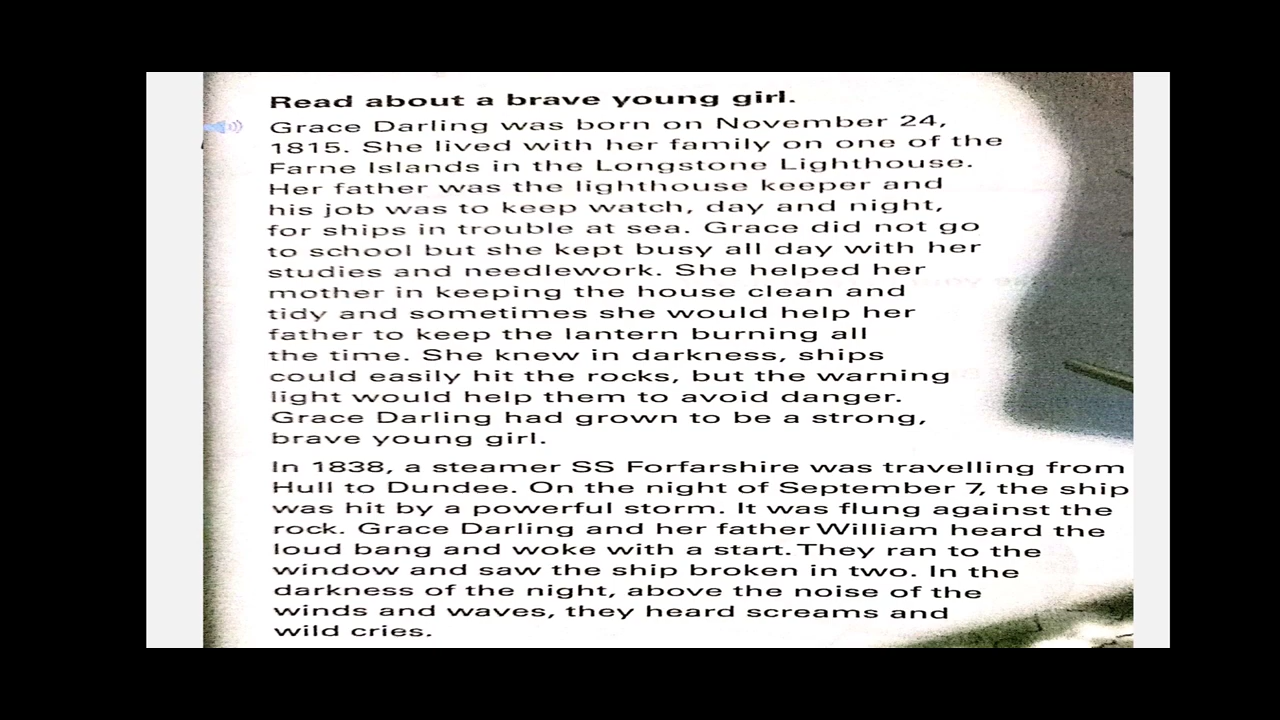 Read about a brave young girl.
Grace Darling was born on November 24,
1815. She lived with her family on one of the
Farne Islands in the Longstone Lighthouse.
Her father was the lighthouse keeper and
his job was to keep watch, day and night,
for ships in trouble at sea. Grace did not go
to school but she kept busy all day with her
studies and needlework. She helped her
mother in keeping the house clean and
tidy and sometimes she would help her
father to keep the lantern burning all
the time. She knew in darkness, ships
could easily hit the rocks, but the warning
light would help them to avoid danger.
Grace Darling had grown to be a strong,
brave young girl.
In 1838, a steamer SS Forfarshire was travelling from
Hull to Dundee. On the night of September 7, the ship
was hit by a powerful storm. It was flung against the
rock. Grace Darling and her father William heard the
loud bang and woke with a start. They ran to the
window and saw the ship broken in two. In the
darkness of the night, above the noise of the
winds and waves, they heard screams and
wild cries.